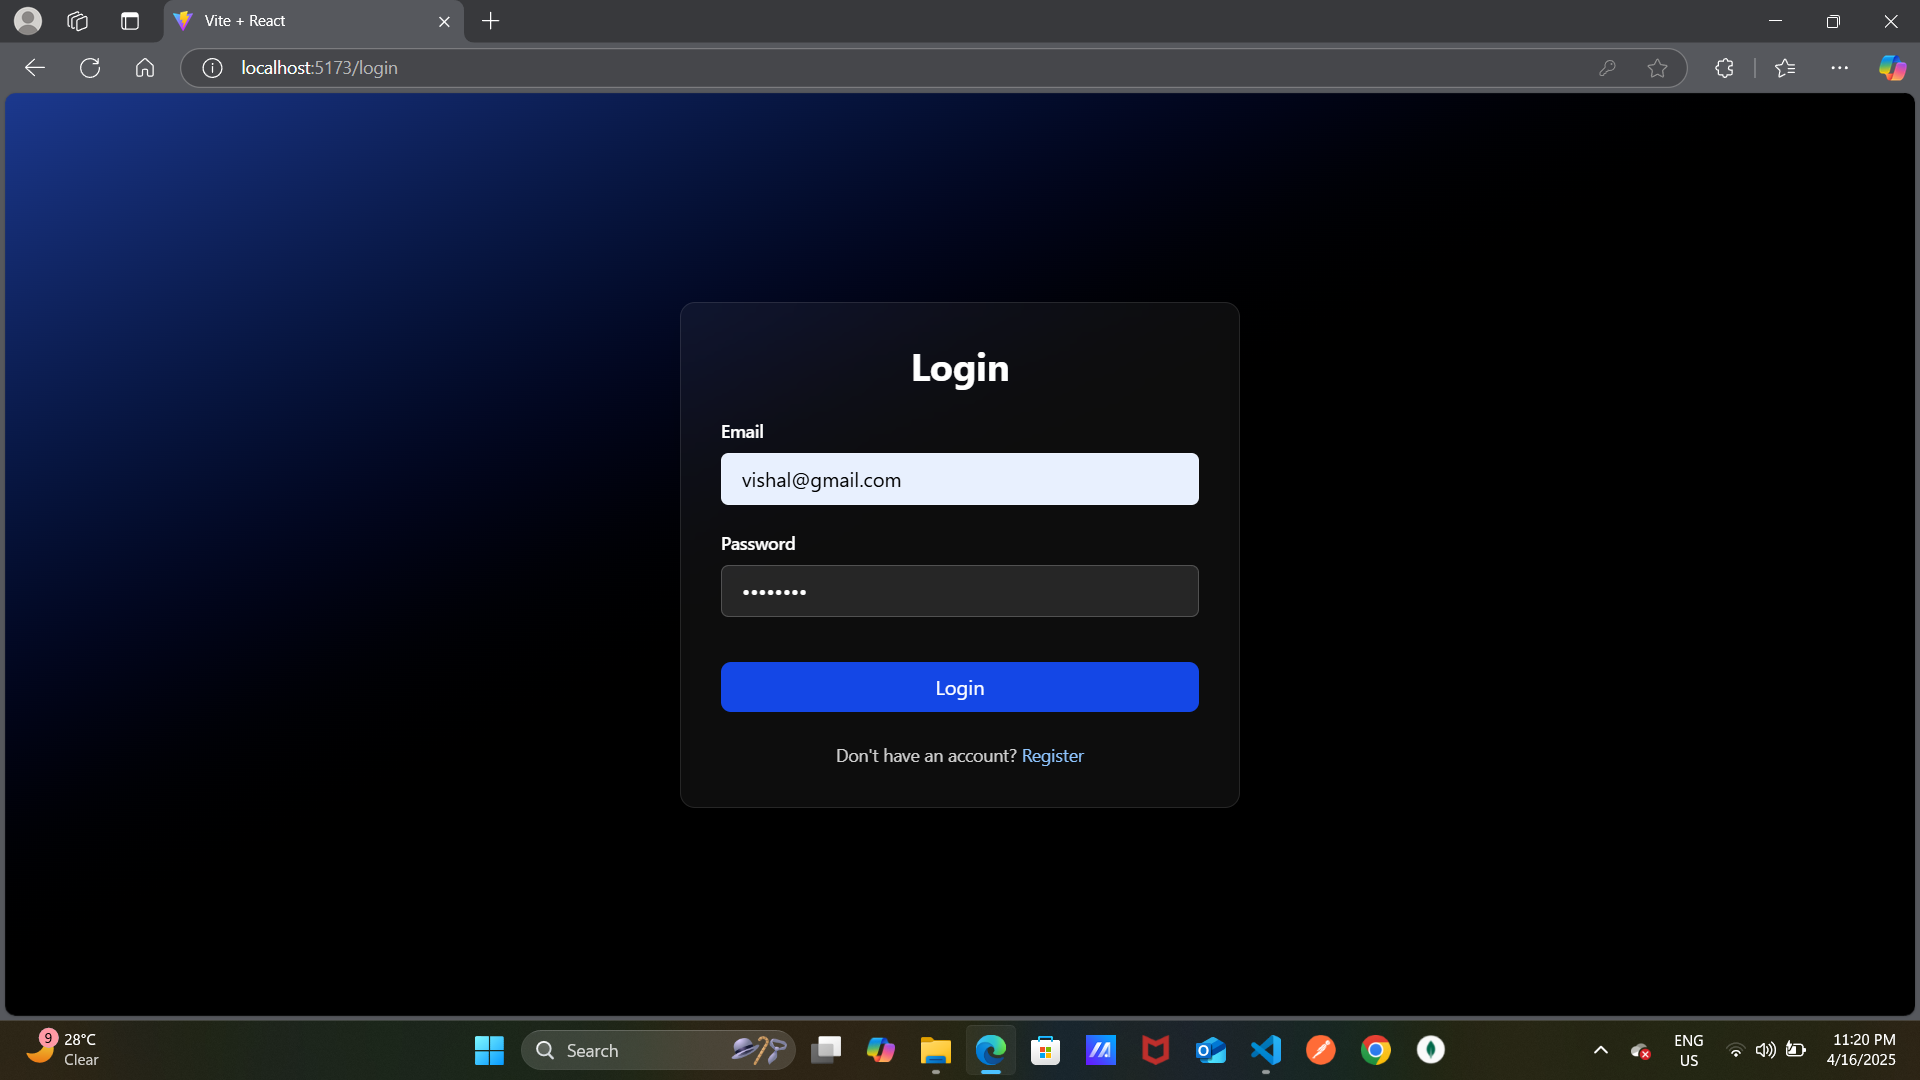 Vite + React
localhost:5173/login
Login
Email
vishal@gmail.com
Password
••••••••
Login
Don't have an account? Register
9
28°C
Clear
Search
ENG
US
11:20 PM
4/16/2025